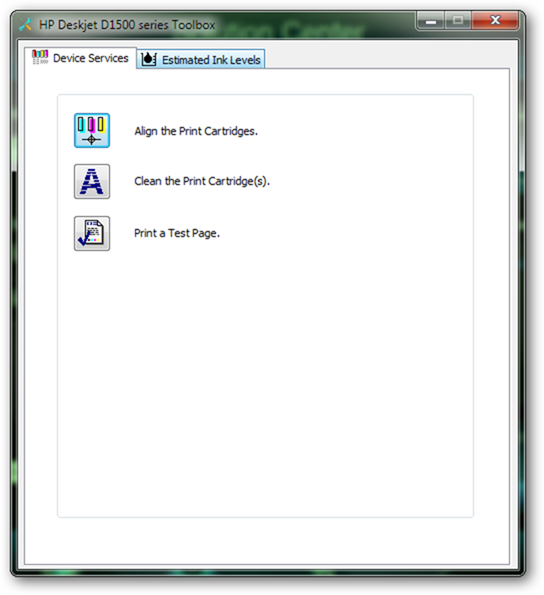 HP Deskjet D1500 series Toolbox
Device Services
Estimated Ink Levels
Align the Print Cartridges.
Clean the Print Cartridge(s).
Print a Test Page.